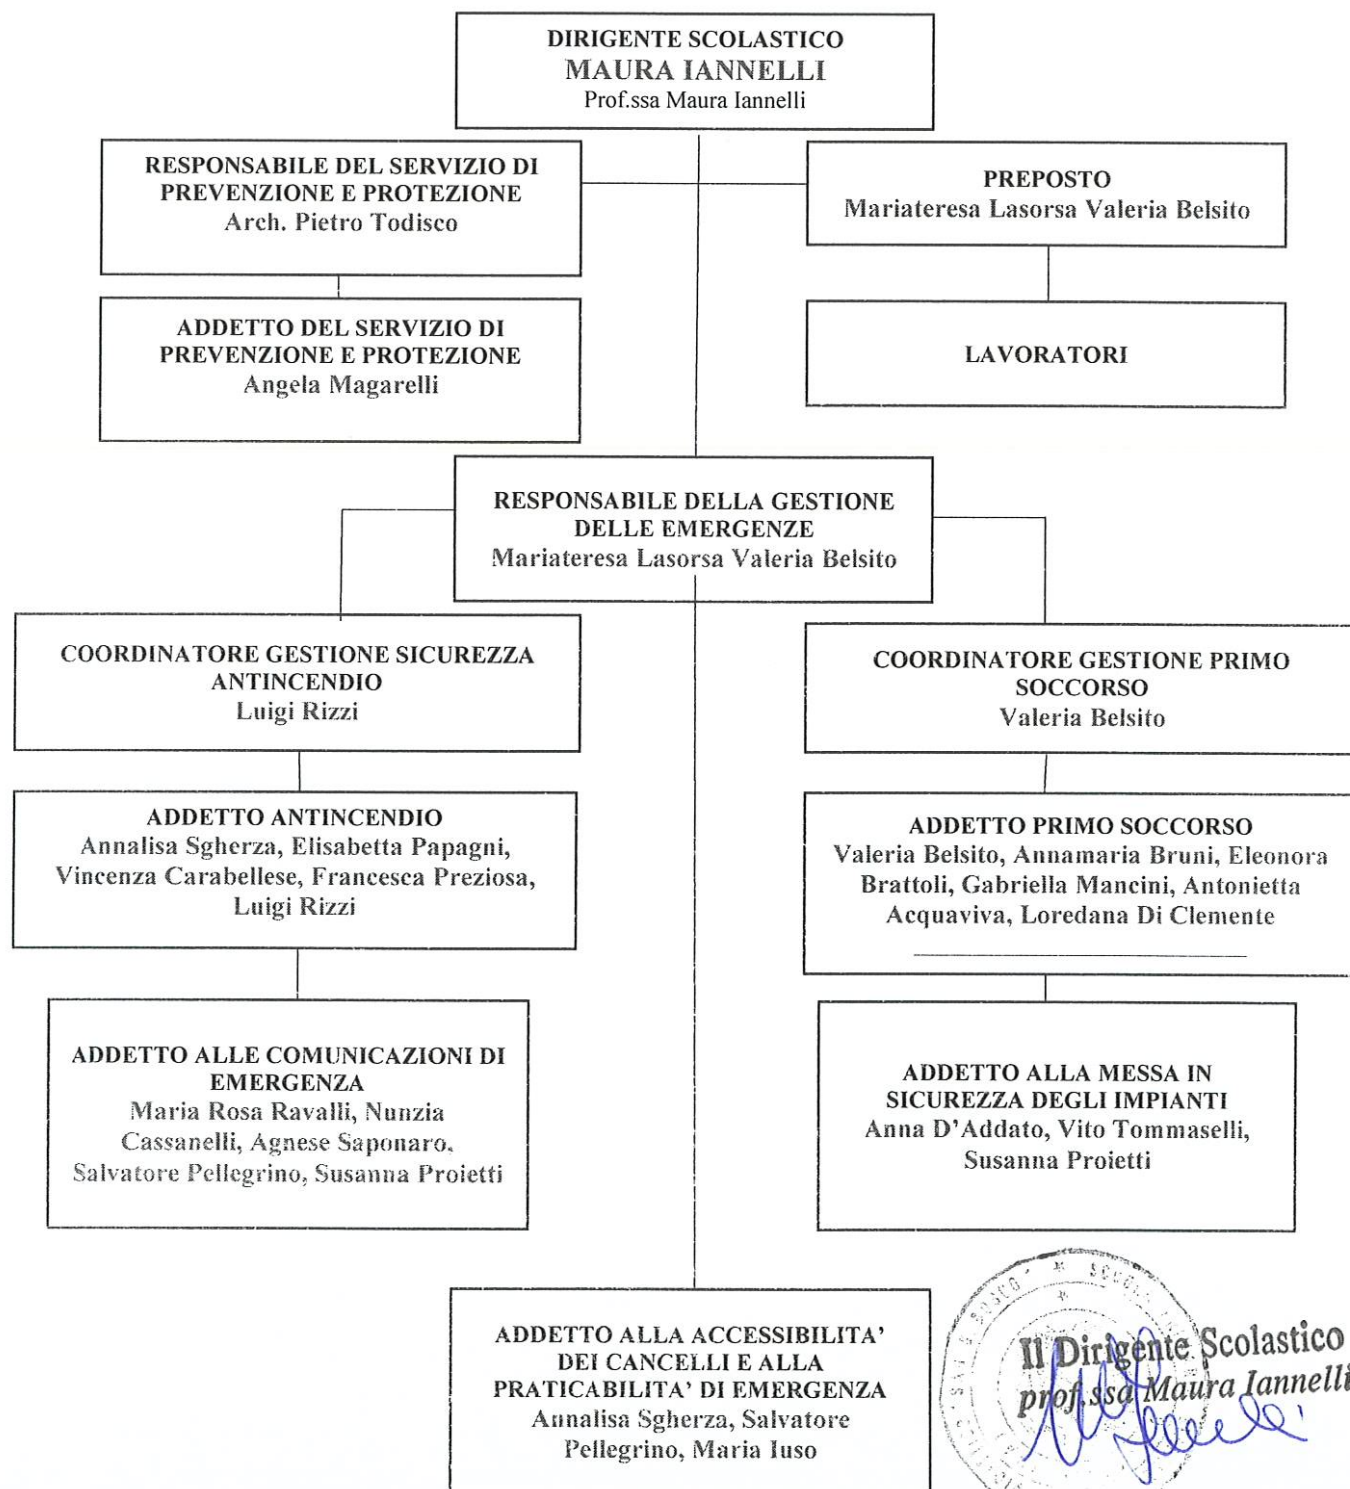 DIRIGENTE SCOLASTICO
MAURA IANNELLI
Prof.ssa Maura Iannelli
RESPONSABILE DEL SERVIZIO DI
PREVENZIONE E PROTEZIONE
Arch. Pietro Todisco
PREPOSTO
Mariateresa Lasorsa Valeria Belsito
ADDETTO DEL SERVIZIO DI
PREVENZIONE E PROTEZIONE
Angela Magarelli
LAVORATORI
RESPONSABILE DELLA GESTIONE
DELLE EMERGENZE
Mariateresa Lasorsa Valeria Belsito
COORDINATORE GESTIONE SICUREZZA
ANTINCENDIO
Luigi Rizzi
COORDINATORE GESTIONE PRIMO
SOCCORSO
Valeria Belsito
ADDETTO ANTINCENDIO
Annalisa Sgherza, Elisabetta Papagni,
Vincenza Carabellese, Francesca Preziosa,
Luigi Rizzi
ADDETTO PRIMO SOCCORSO
Valeria Belsito, Annamaria Bruni, Eleonora
Brattoli, Gabriella Mancini, Antonietta
Acquaviva, Loredana Di Clemente
ADDETTO ALLE COMUNICAZIONI DI
EMERGENZA
Maria Rosa Ravalli, Nunzia
Cassanelli, Agnese Saponaro,
Salvatore Pellegrino, Susanna Proietti
ADDETTO ALLA MESSA IN
SICUREZZA DEGLI IMPIANTI
Anna D'Addato, Vito Tommaselli,
Susanna Proietti
ADDETTO ALLA ACCESSIBILITA'
DEI CANCELLI E ALLA
PRATICABILITA' DI EMERGENZA
Annalisa Sgherza, Salvatore
Pellegrino, Maria Iuso
Il Dirigente Scolastico
prof.ssa Maura Iannelli